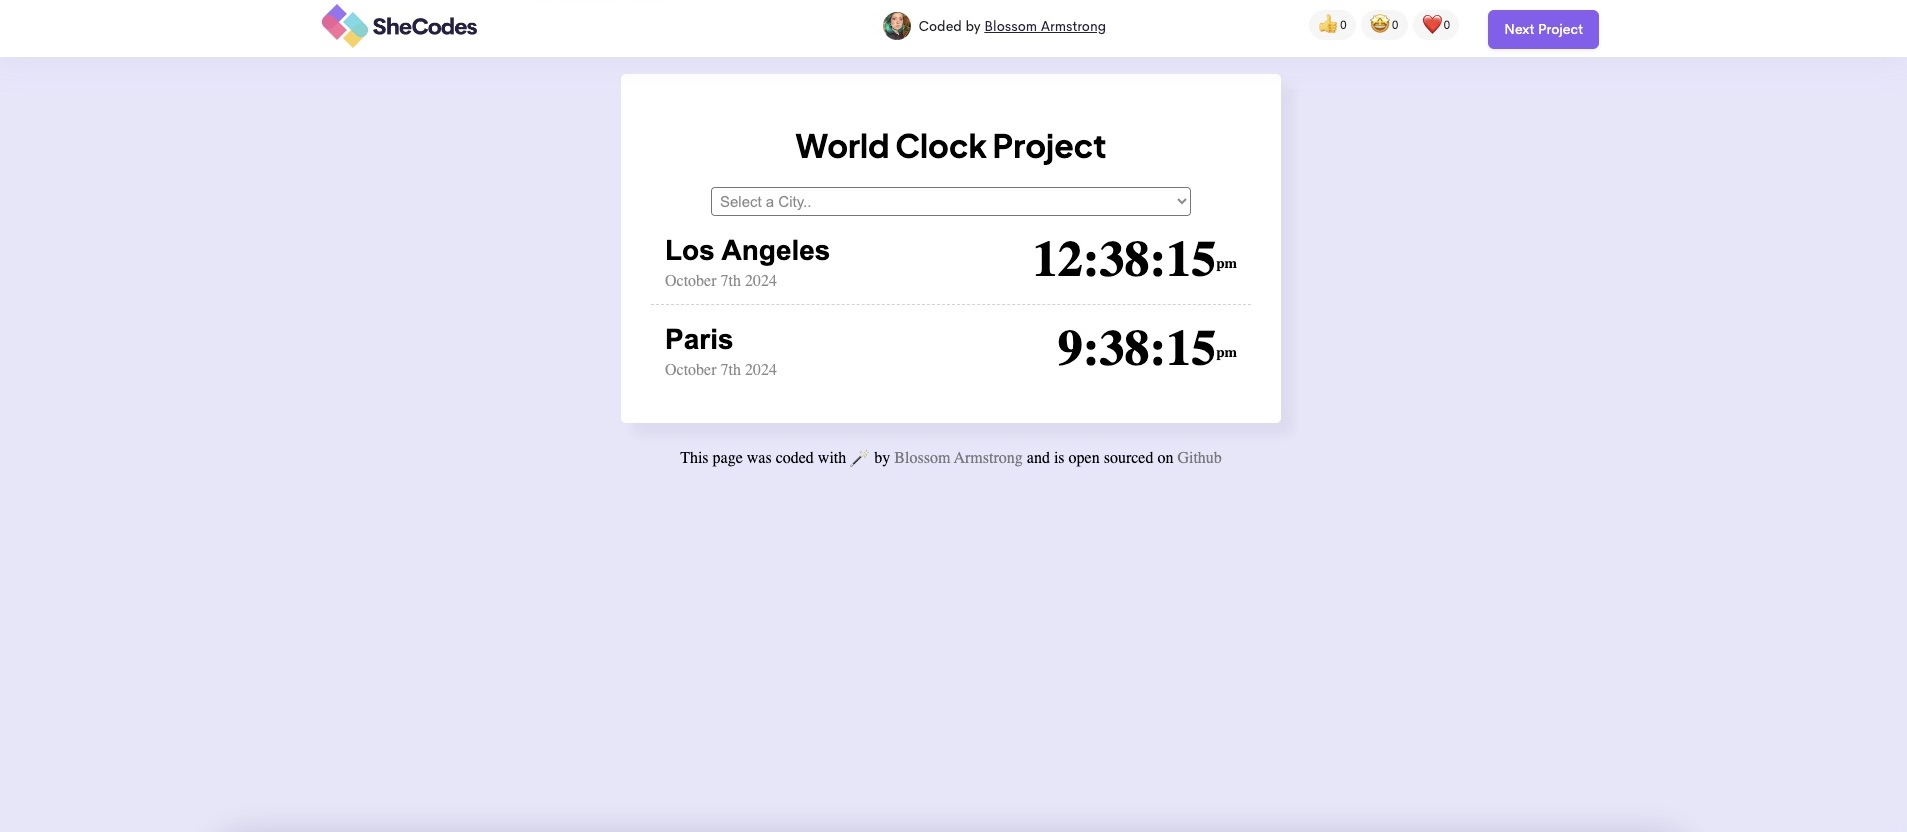 SheCodes
Coded by Blossom Armstrong
👍 0 🤩 0 ❤️ 0
Next Project
World Clock Project
Select a City..
Los Angeles
12:38:15pm
October 7th 2024
Paris
9:38:15pm
October 7th 2024
This page was coded with 🪄 by Blossom Armstrong and is open sourced on Github